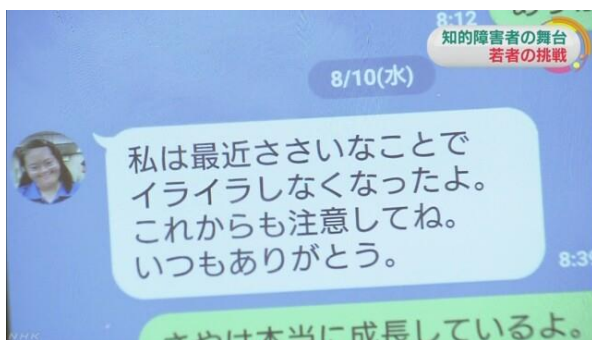 8:12
知的障害者の舞台
若者の挑戦
8/10(水)
私は最近ささいなことで
イライラしなくなったよ。
これからも注意してね。
いつもありがとう。
8:39
さやは本当に成長しているよ。
NHK